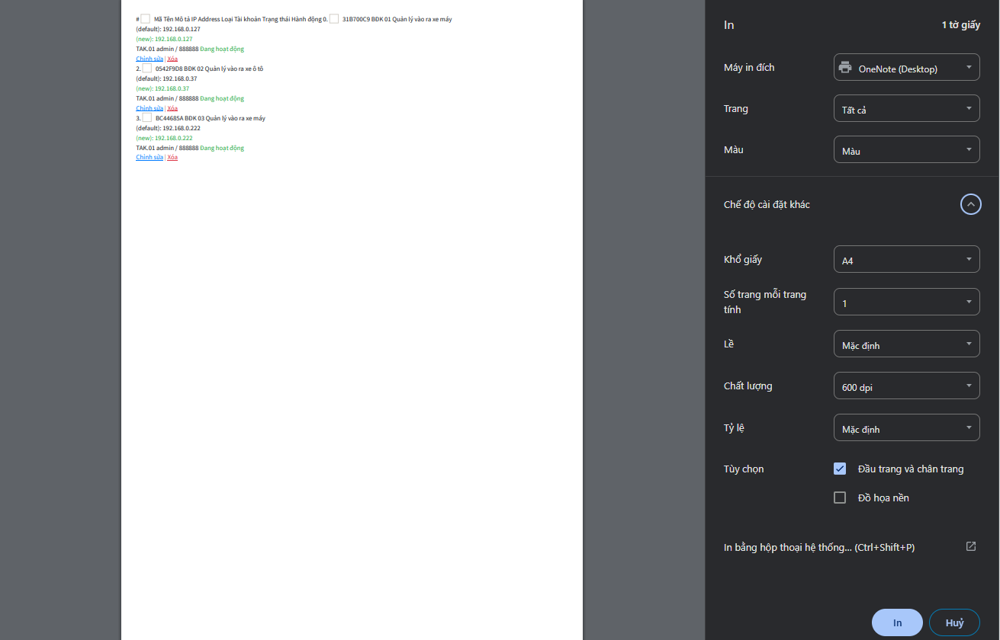 # Mã Tên Mô tả IP Address Loại Tài khoản Trạng thái Hành động 0. 31B700C9 BĐK 01 Quản lý vào ra xe máy
(default): 192.168.0.127
(new): 192.168.0.127
TAK.01 admin / 888888 Đang hoạt động
Chỉnh sửa | Xóa
2. 0542F9D8 BĐK 02 Quản lý vào ra xe ô tô
(default): 192.168.0.37
(new): 192.168.0.37
TAK.01 admin / 888888 Đang hoạt động
Chỉnh sửa | Xóa
3. BC44685A BĐK 03 Quản lý vào ra xe máy
(default): 192.168.0.222
(new): 192.168.0.222
TAK.01 admin / 888888 Đang hoạt động
Chỉnh sửa | Xóa
In 1 tờ giấy
Máy in đích OneNote (Desktop)
Trang Tất cả
Màu Màu
Chế độ cài đặt khác
Khổ giấy A4
Số trang mỗi trang
tính 1
Lề Mặc định
Chất lượng 600 dpi
Tỷ lệ Mặc định
Tùy chọn Đầu trang và chân trang
Đồ họa nền
In bằng hộp thoại hệ thống... (Ctrl+Shift+P)
In Huỷ